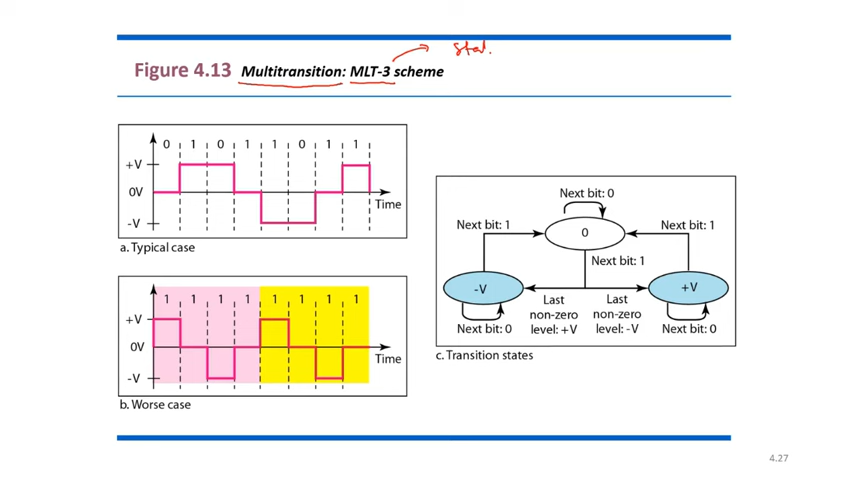 Stat.
Figure 4.13 Multitransition: MLT-3 scheme
0 1 0 1 1 0 1 1
+V
0V
Time
-V
a. Typical case
1 1 1 1 1 1 1 1
+V
0V
Time
-V
b. Worse case
Next bit: 0
Next bit: 1
0
Next bit: 1
Next bit: 1
-V
+V
Last
non-zero
level: +V
Last
non-zero
level: -V
Next bit: 0
Next bit: 0
c. Transition states
4.27